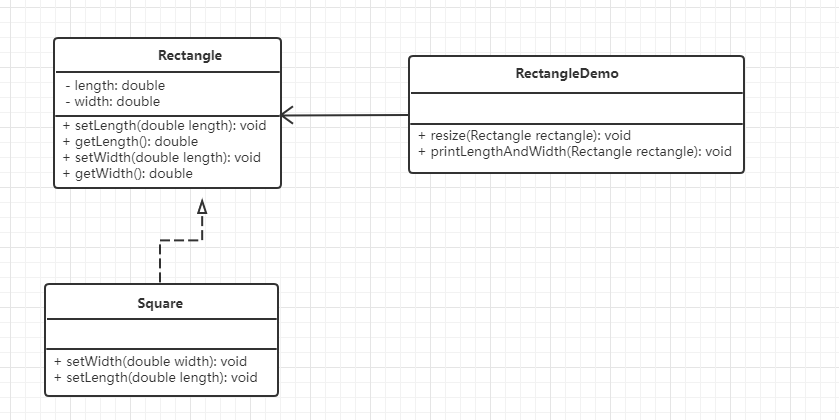 Rectangle
- length: double
- width: double
+ setLength(double length): void
+ getLength(): double
+ setWidth(double length): void
+ getWidth(): double
RectangleDemo
+ resize(Rectangle rectangle): void
+ printLengthAndWidth(Rectangle rectangle): void
Square
+ setWidth(double width): void
+ setLength(double length): void